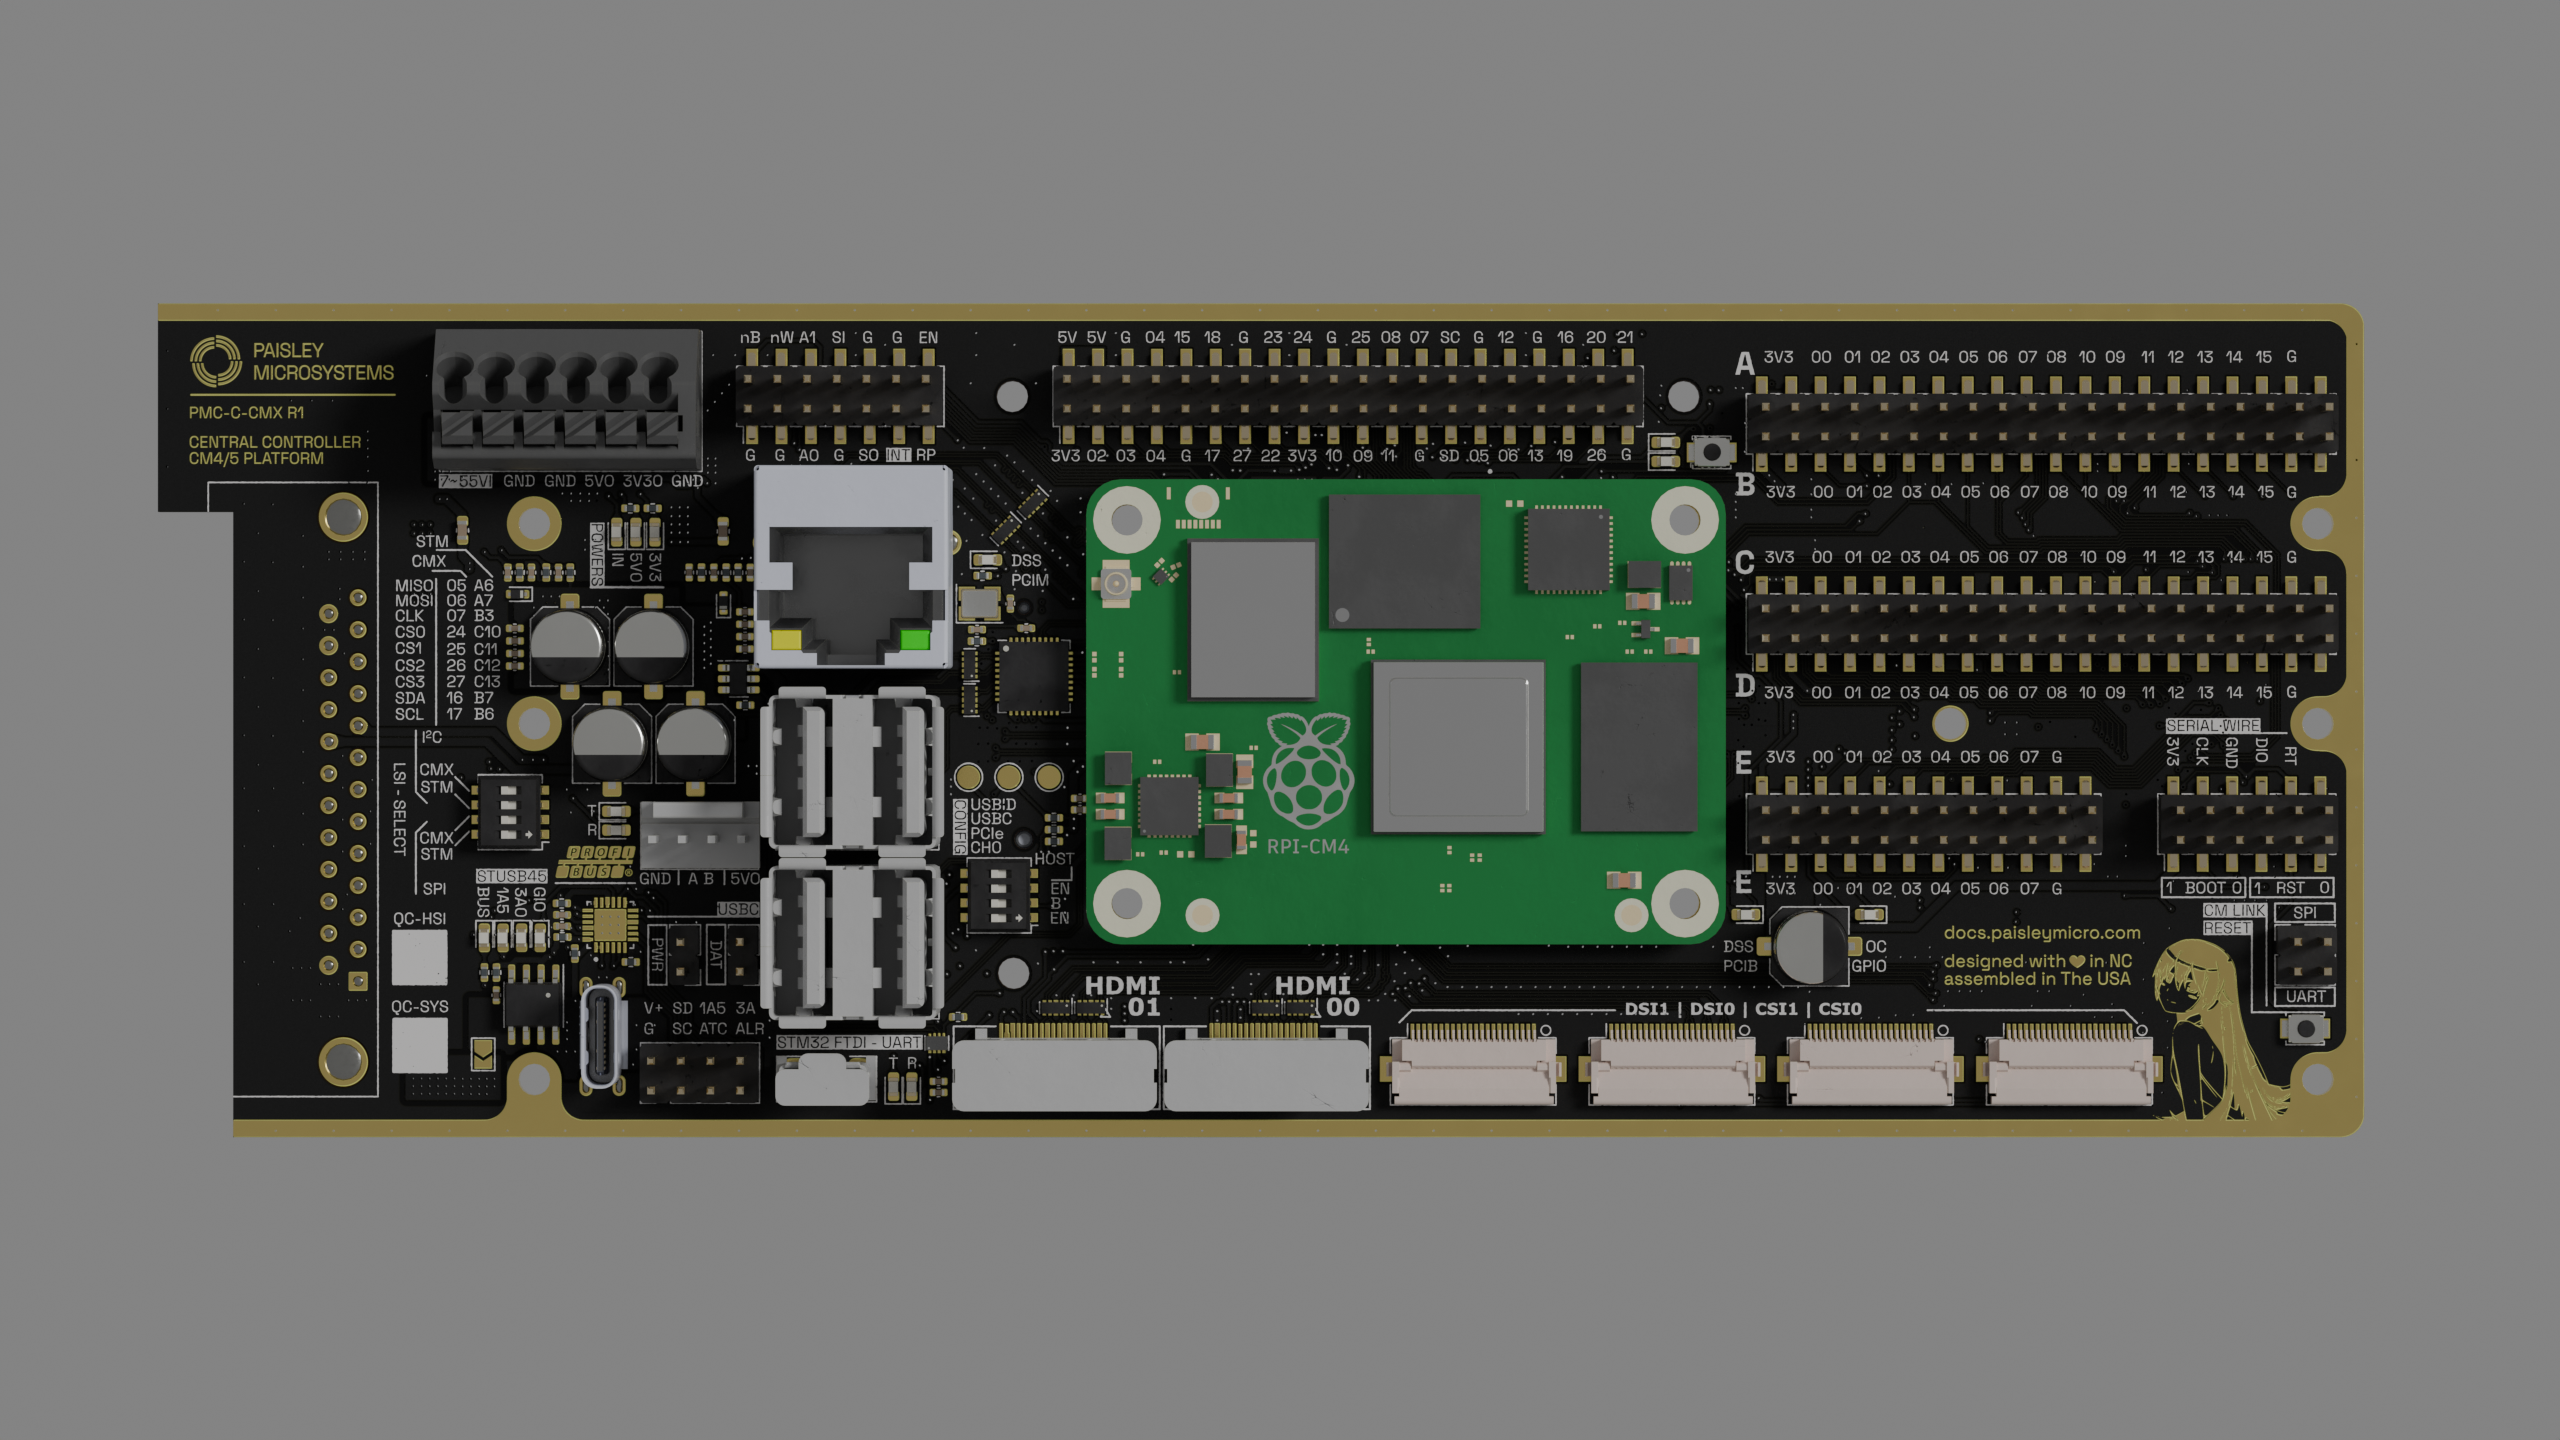 PAISLEY
MICROSYSTEMS
PMC-C-CMX R1
CENTRAL CONTROLLER
CM4/5 PLATFORM
7~55VI GND GND 5VO 3V3O GND
nB nW A1 SI G G EN
G G A0 G SO INT RP
5V 5V G 04 15 18 G 23 24 G 25 08 07 SC G 12 G 16 20 21
3V3 02 03 04 G 17 27 22 3V3 10 09 11 G SD 05 06 13 19 26 G
A 3V3 00 01 02 03 04 05 06 07 08 10 09 11 12 13 14 15 G
B 3V3 00 01 02 03 04 05 06 07 08 10 09 11 12 13 14 15 G
C 3V3 00 01 02 03 04 05 06 07 08 10 09 11 12 13 14 15 G
D 3V3 00 01 02 03 04 05 06 07 08 10 09 11 12 13 14 15 G
E 3V3 00 01 02 03 04 05 06 07 G
E 3V3 00 01 02 03 04 05 06 07 G
SERIAL-WIRE
3V3 CLK GND DIO RT
1 BOOT 0 1 RST 0
CM LINK
RESET
SPI
UART
STM
CMX
MISO 05 A6
MOSI 06 A7
CLK 07 B3
CS0 24 C10
CS1 25 C11
CS2 26 C12
CS3 27 C13
SDA 16 B7
SCL 17 B6
I²C
LSI - SELECT
CMX
STM
CMX
STM
SPI
POWERS
IN
5V0
3V3
DSS
PGIM
T
R
PROFI
BUS®
GND | A B | 5VO
STUSB45
BUS
1A5
3A0
GIO
QC-HSI
QC-SYS
USBC
PWR
DAT
V+ SD 1A5 3A
G SC ATC ALR
STM32 FTDI - UART
T R
CONFIG
USBID
USBC
PCIe
CHO
HOST
EN
B
EN
RPI-CM4
HDMI
01
HDMI
00
DSI1 | DSI0 | CSI1 | CSI0
DSS
PCIB
OC
GPIO
docs.paisleymicro.com
designed with in NC
assembled in The USA